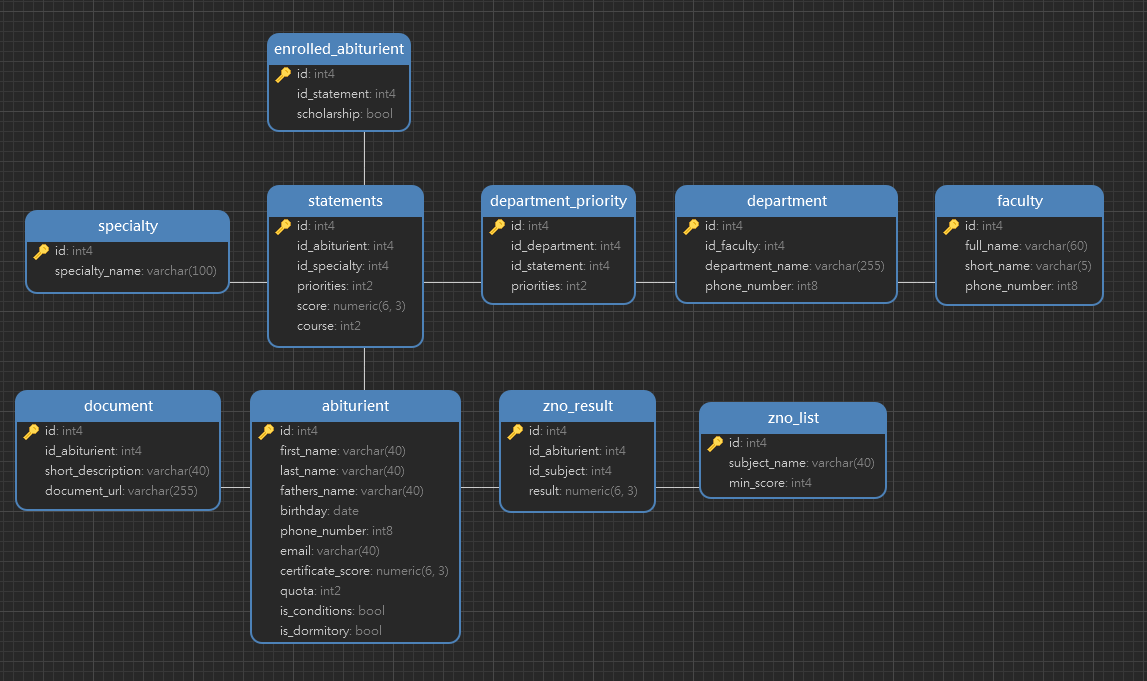 enrolled_abiturient
id: int4
id_statement: int4
scholarship: bool
specialty
id: int4
specialty_name: varchar(100)
statements
id: int4
id_abiturient: int4
id_specialty: int4
priorities: int2
score: numeric(6, 3)
course: int2
department_priority
id: int4
id_department: int4
id_statement: int4
priorities: int2
department
id: int4
id_faculty: int4
department_name: varchar(255)
phone_number: int8
faculty
id: int4
full_name: varchar(60)
short_name: varchar(5)
phone_number: int8
document
id: int4
id_abiturient: int4
short_description: varchar(40)
document_url: varchar(255)
abiturient
id: int4
first_name: varchar(40)
last_name: varchar(40)
fathers_name: varchar(40)
birthday: date
phone_number: int8
email: varchar(40)
certificate_score: numeric(6, 3)
quota: int2
is_conditions: bool
is_dormitory: bool
zno_result
id: int4
id_abiturient: int4
id_subject: int4
result: numeric(6, 3)
zno_list
id: int4
subject_name: varchar(40)
min_score: int4